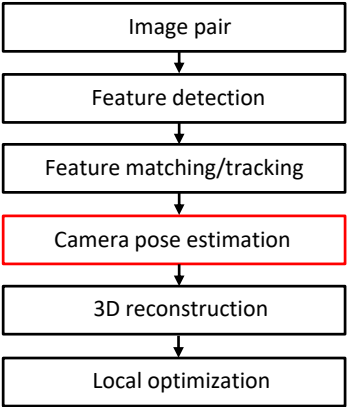 Image pair
Feature detection
Feature matching/tracking
Camera pose estimation
3D reconstruction
Local optimization